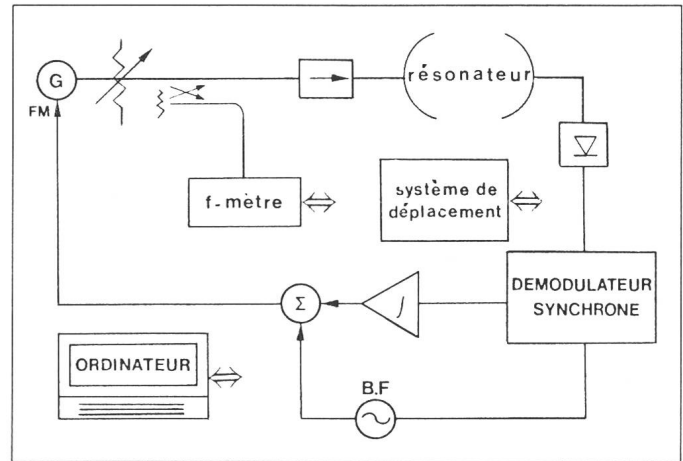 G
FM
résonateur
f-mètre
système de
déplacement
DEMODULATEUR
SYNCHRONE
Σ
∫
ORDINATEUR
B.F